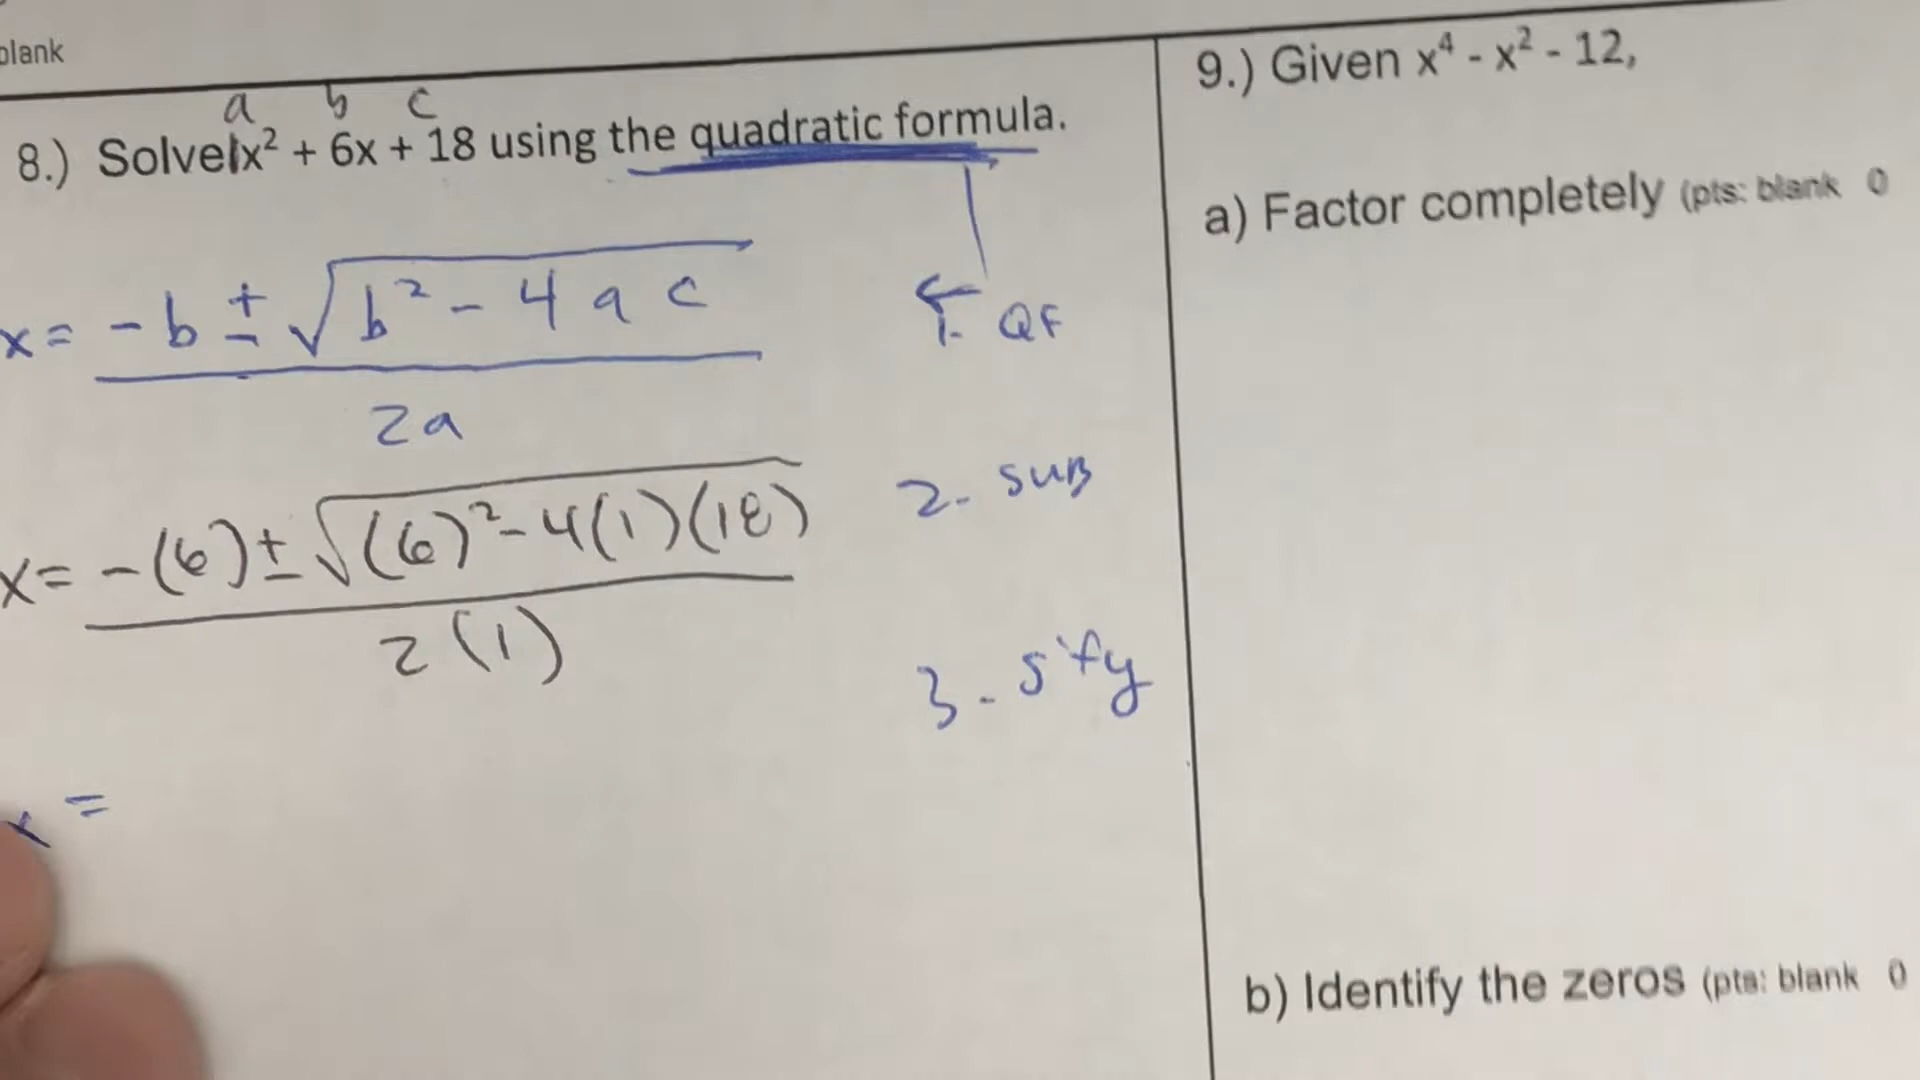 blank
a b c
8.) Solve 1x² + 6x + 18 using the quadratic formula.
x = -b ± √b² - 4ac
2a
1- QF
x = -(6) ± √(6)² - 4(1)(18)
2(1)
2- SUB
3- s'fy
x =
9.) Given x⁴ - x² - 12,
a) Factor completely (pts: blank 0
b) Identify the zeros (pts: blank 0